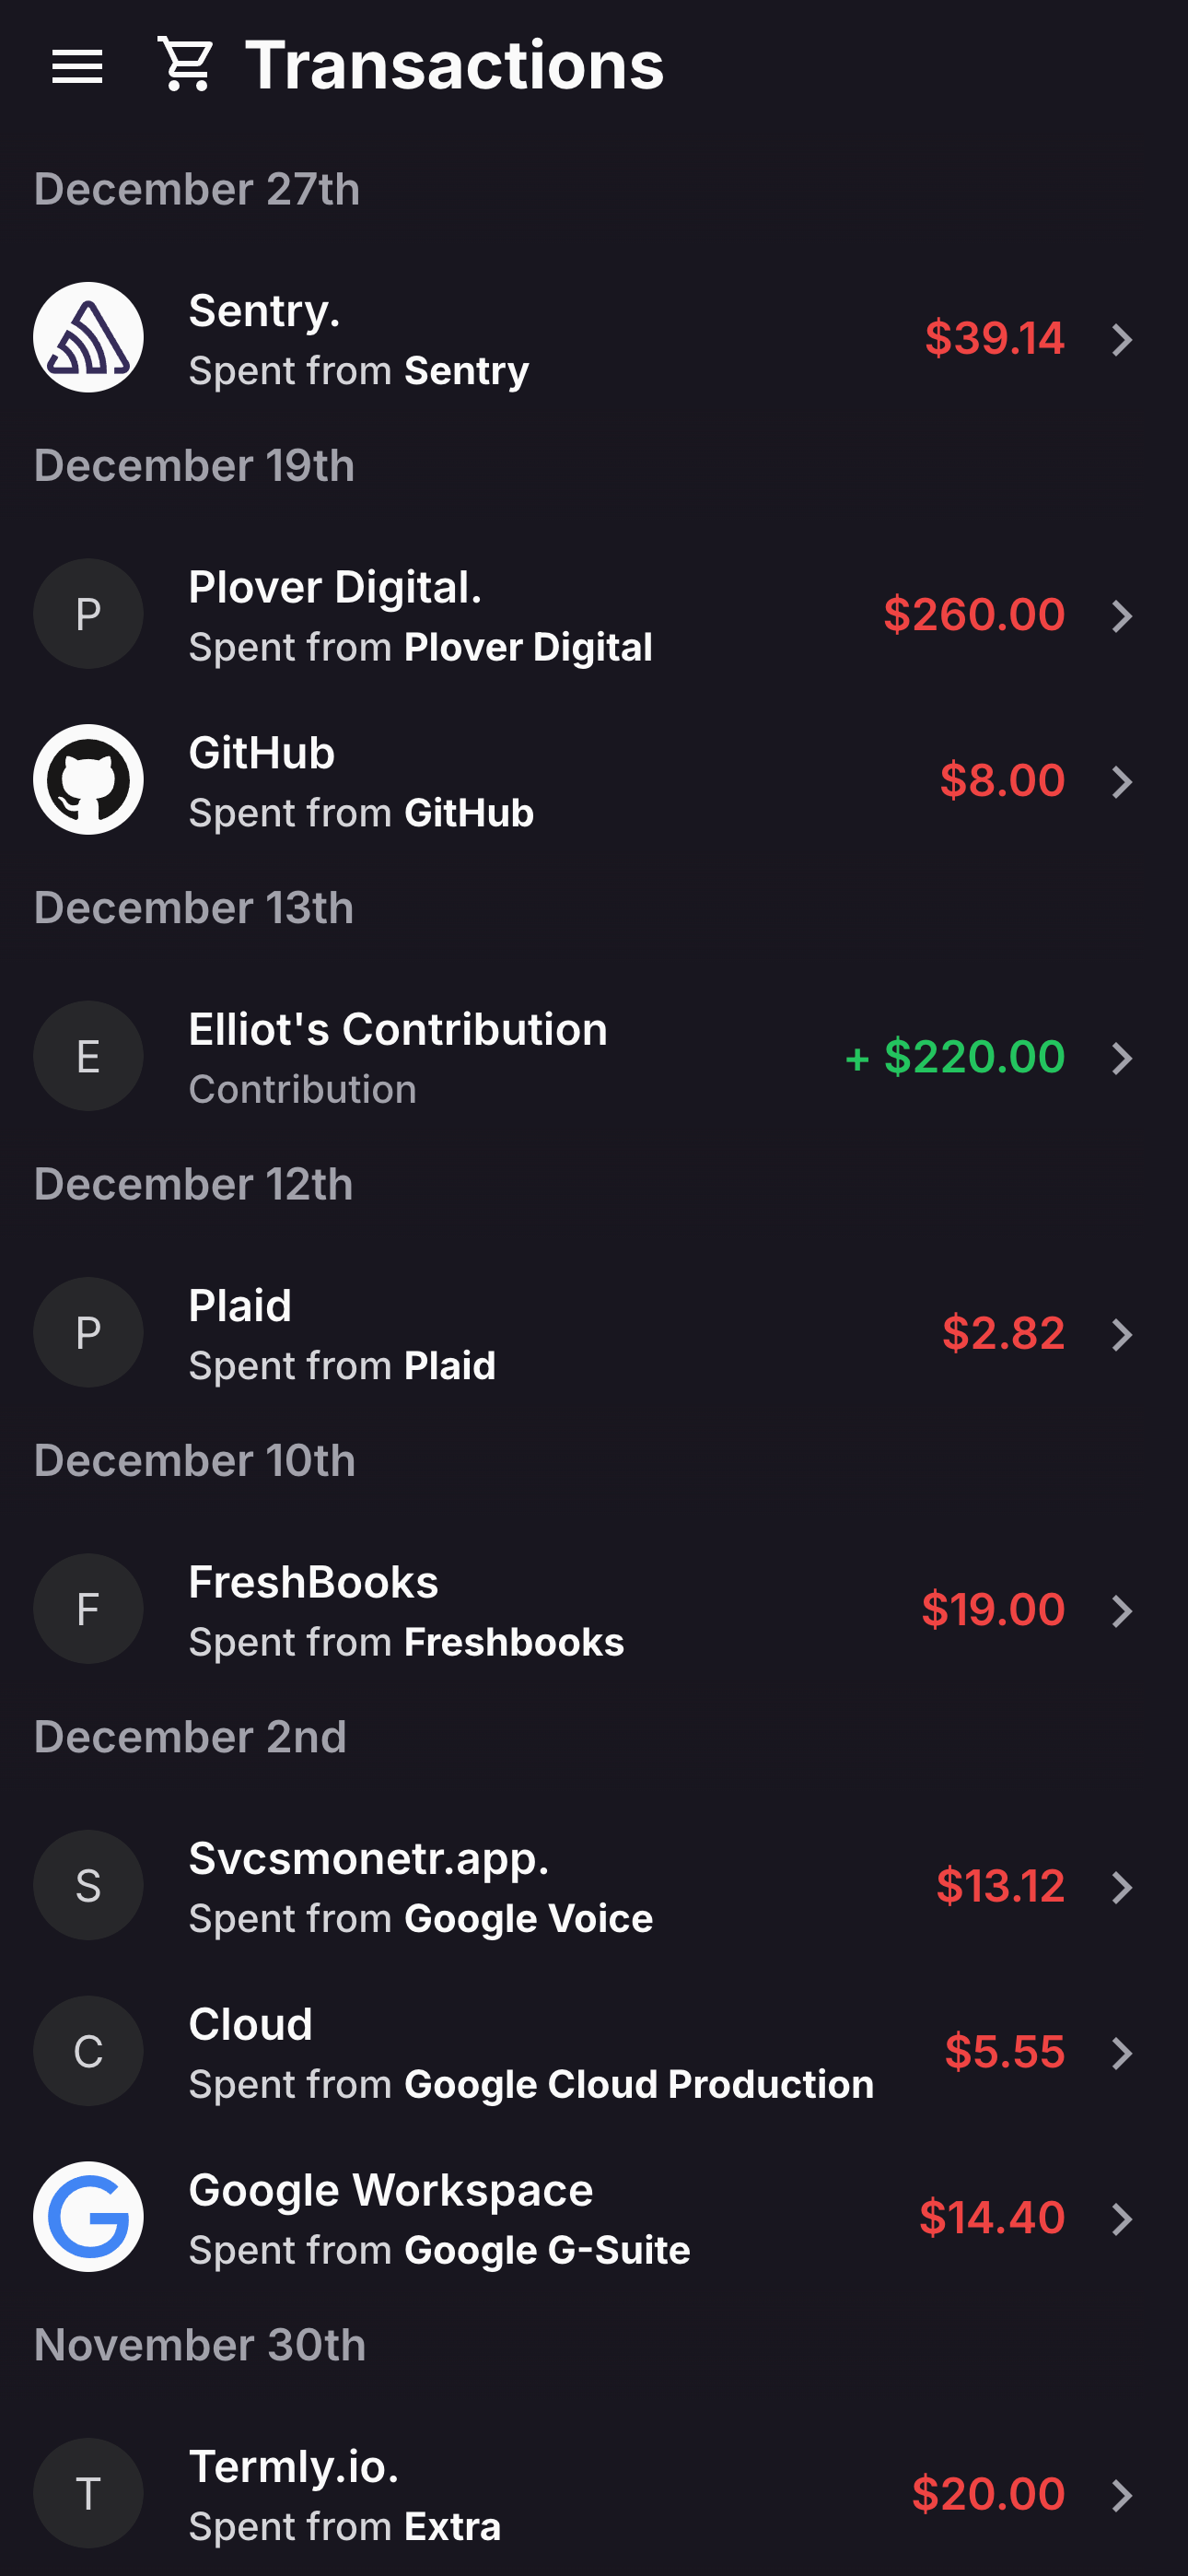 Transactions
December 27th
Sentry.
Spent from Sentry
$39.14
December 19th
P
Plover Digital.
Spent from Plover Digital
$260.00
GitHub
Spent from GitHub
$8.00
December 13th
E
Elliot's Contribution
Contribution
+ $220.00
December 12th
P
Plaid
Spent from Plaid
$2.82
December 10th
F
FreshBooks
Spent from Freshbooks
$19.00
December 2nd
S
Svcsmonetr.app.
Spent from Google Voice
$13.12
C
Cloud
Spent from Google Cloud Production
$5.55
Google Workspace
Spent from Google G-Suite
$14.40
November 30th
T
Termly.io.
Spent from Extra
$20.00